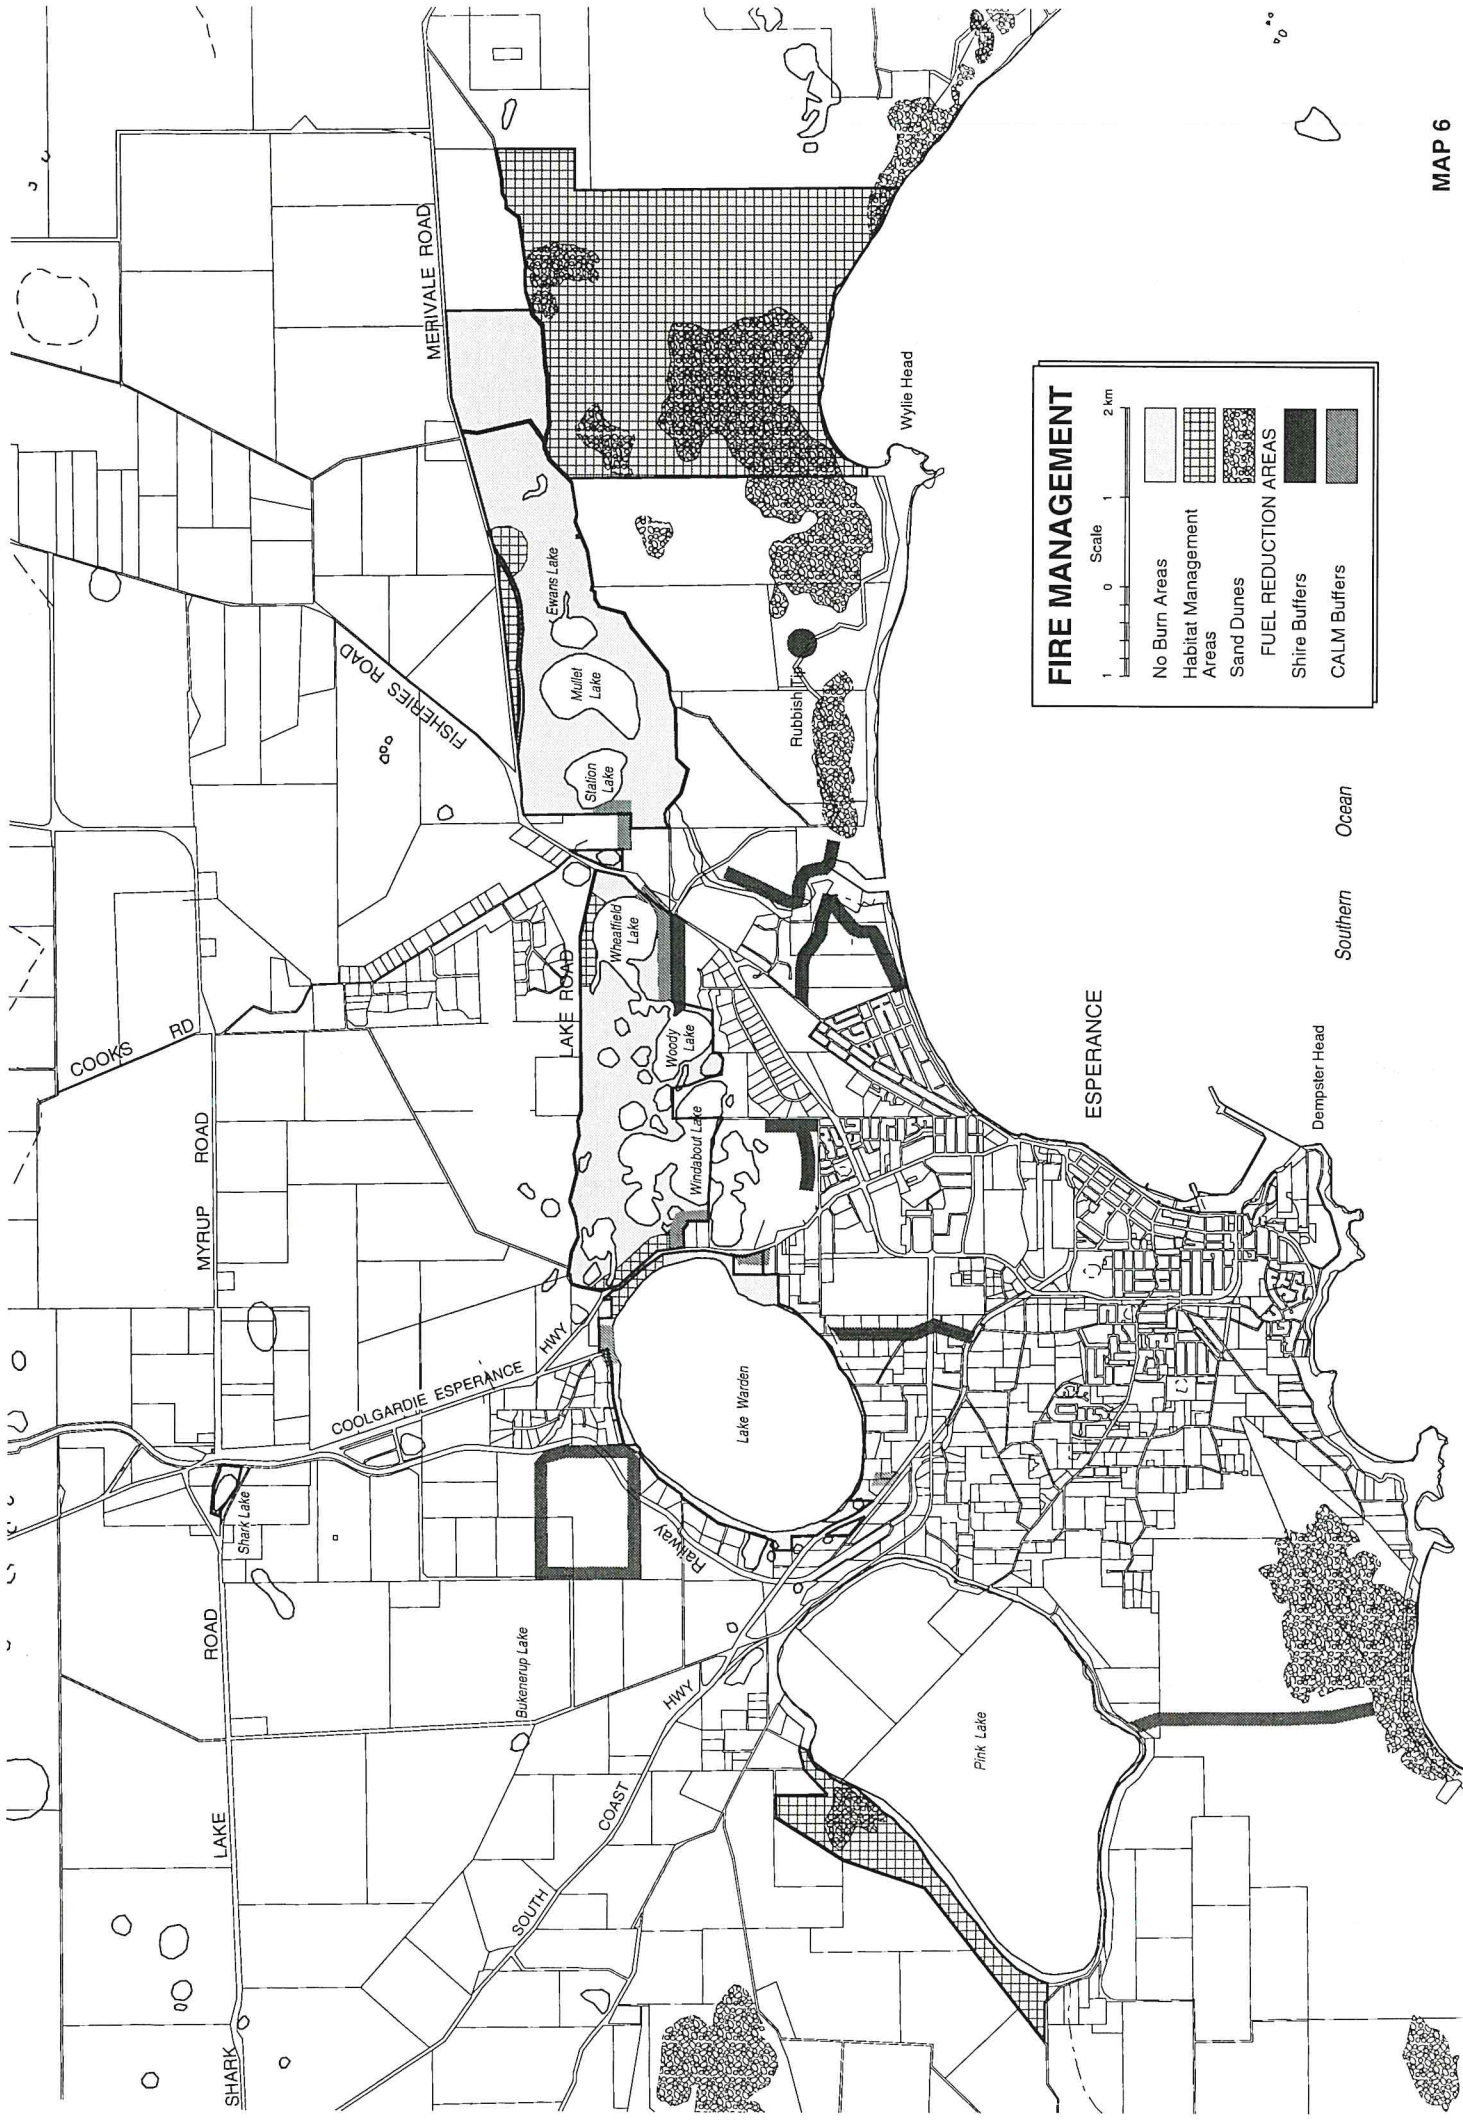 MAP 6
FIRE MANAGEMENT
Scale
1 0 1 2 km
No Burn Areas
Habitat Management
Areas
Sand Dunes
FUEL REDUCTION AREAS
Shire Buffers
CALM Buffers
SHARK LAKE ROAD
MYRUP ROAD
COOKS RD
MERIVALE ROAD
FISHERIES ROAD
LAKE ROAD
COOLGARDIE ESPERANCE HWY
SOUTH COAST HWY
Railway
Shark Lake
Bukenerup Lake
Pink Lake
Lake Warden
Windabout Lake
Woody
Lake
Wheatfield
Lake
Station
Lake
Mullet
Lake
Ewans Lake
Rubbish Tip
Wylie Head
ESPERANCE
Dempster Head
Southern Ocean